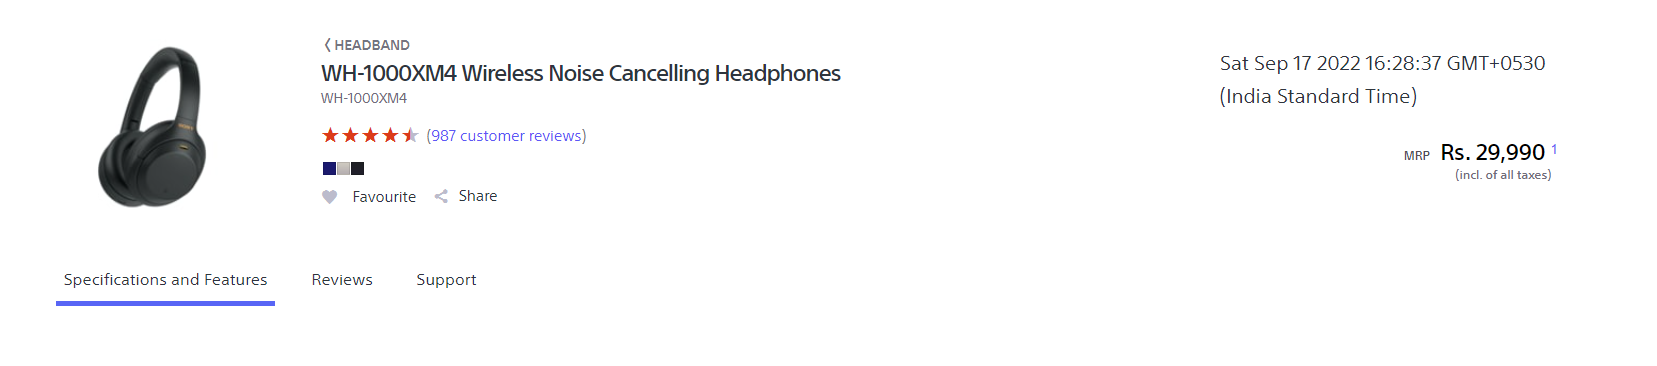 HEADBAND
WH-1000XM4 Wireless Noise Cancelling Headphones
WH-1000XM4
(987 customer reviews)
Favourite Share
Sat Sep 17 2022 16:28:37 GMT+0530
(India Standard Time)
MRP Rs. 29,990 1
(incl. of all taxes)
SONY
Specifications and Features Reviews Support